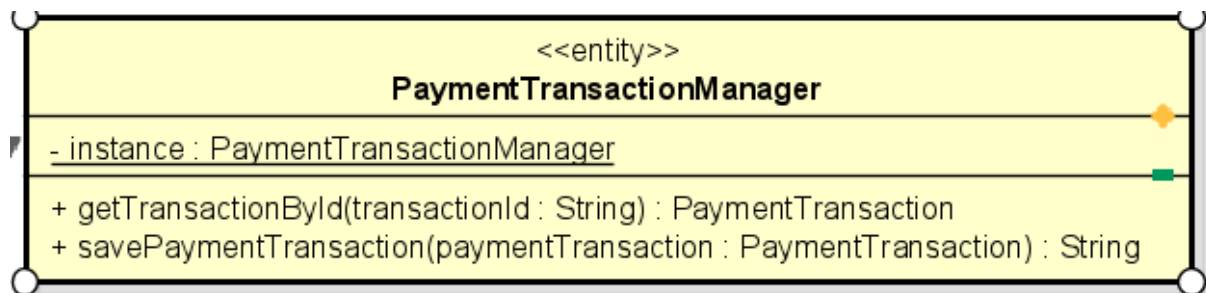 <<entity>>
PaymentTransactionManager
- instance : PaymentTransactionManager
+ getTransactionById(transactionId : String) : PaymentTransaction
+ savePaymentTransaction(paymentTransaction : PaymentTransaction) : String